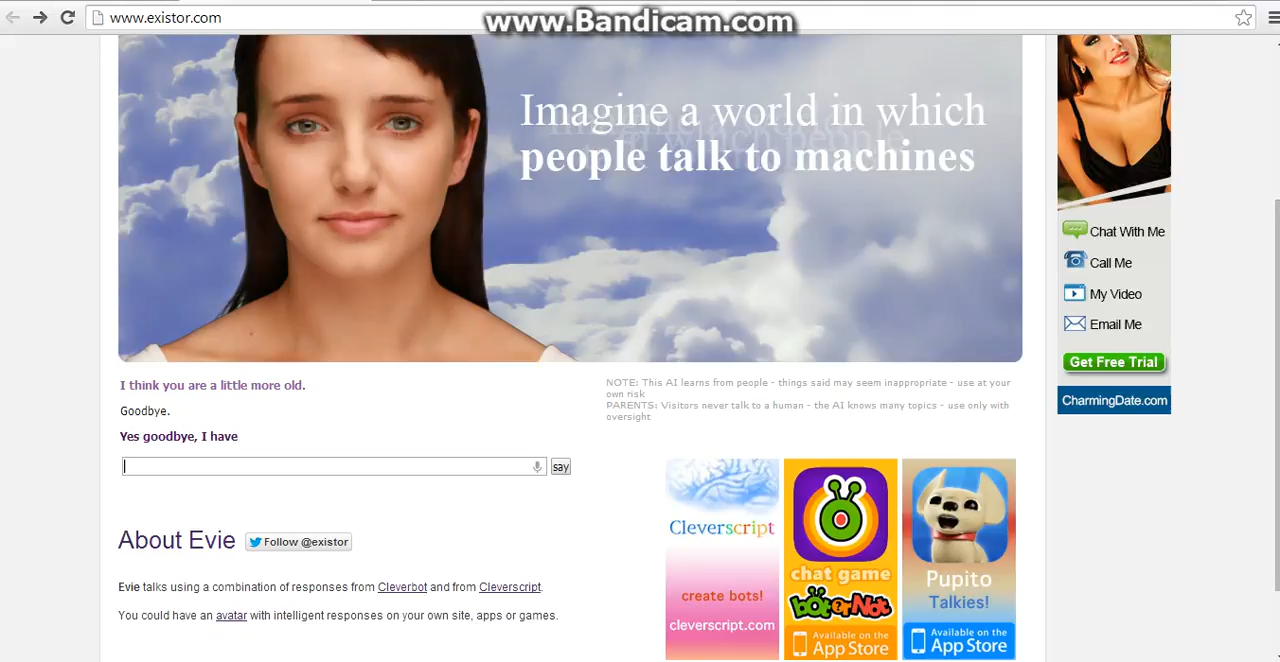 www.existor.com
www.Bandicam.com
Imagine a world in which
people talk to machines
Chat With Me
Call Me
My Video
Email Me
Get Free Trial
CharmingDate.com
I think you are a little more old.
Goodbye.
Yes goodbye, I have
say
NOTE: This AI learns from people - things said may seem inappropriate - use at your
own risk
PARENTS: Visitors never talk to a human - the AI knows many topics - use only with
oversight
About Evie
Follow @existor
Evie talks using a combination of responses from Cleverbot and from Cleverscript.
You could have an avatar with intelligent responses on your own site, apps or games.
Cleverscript
create bots!
cleverscript.com
chat game
botorNot
Available on the
App Store
Pupito
Talkies!
Available on the
App Store